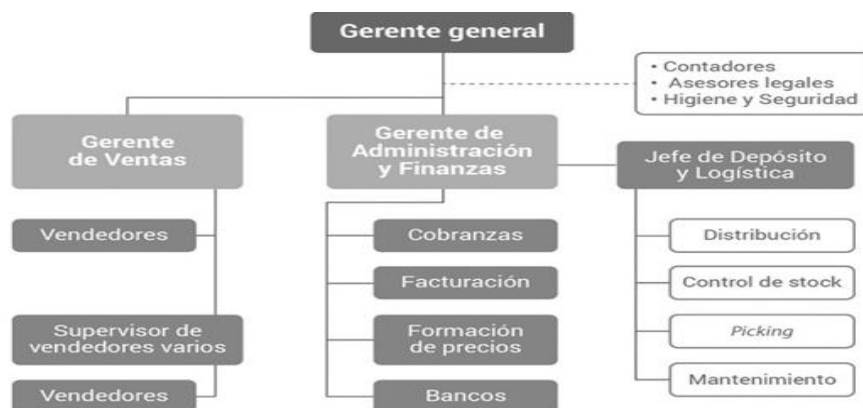 Gerente general
• Contadores
• Asesores legales
• Higiene y Seguridad
Gerente
de Ventas
Gerente de
Administración
y Finanzas
Jefe de Depósito
y Logística
Vendedores
Supervisor de
vendedores varios
Vendedores
Cobranzas
Facturación
Formación
de precios
Bancos
Distribución
Control de stock
Picking
Mantenimiento